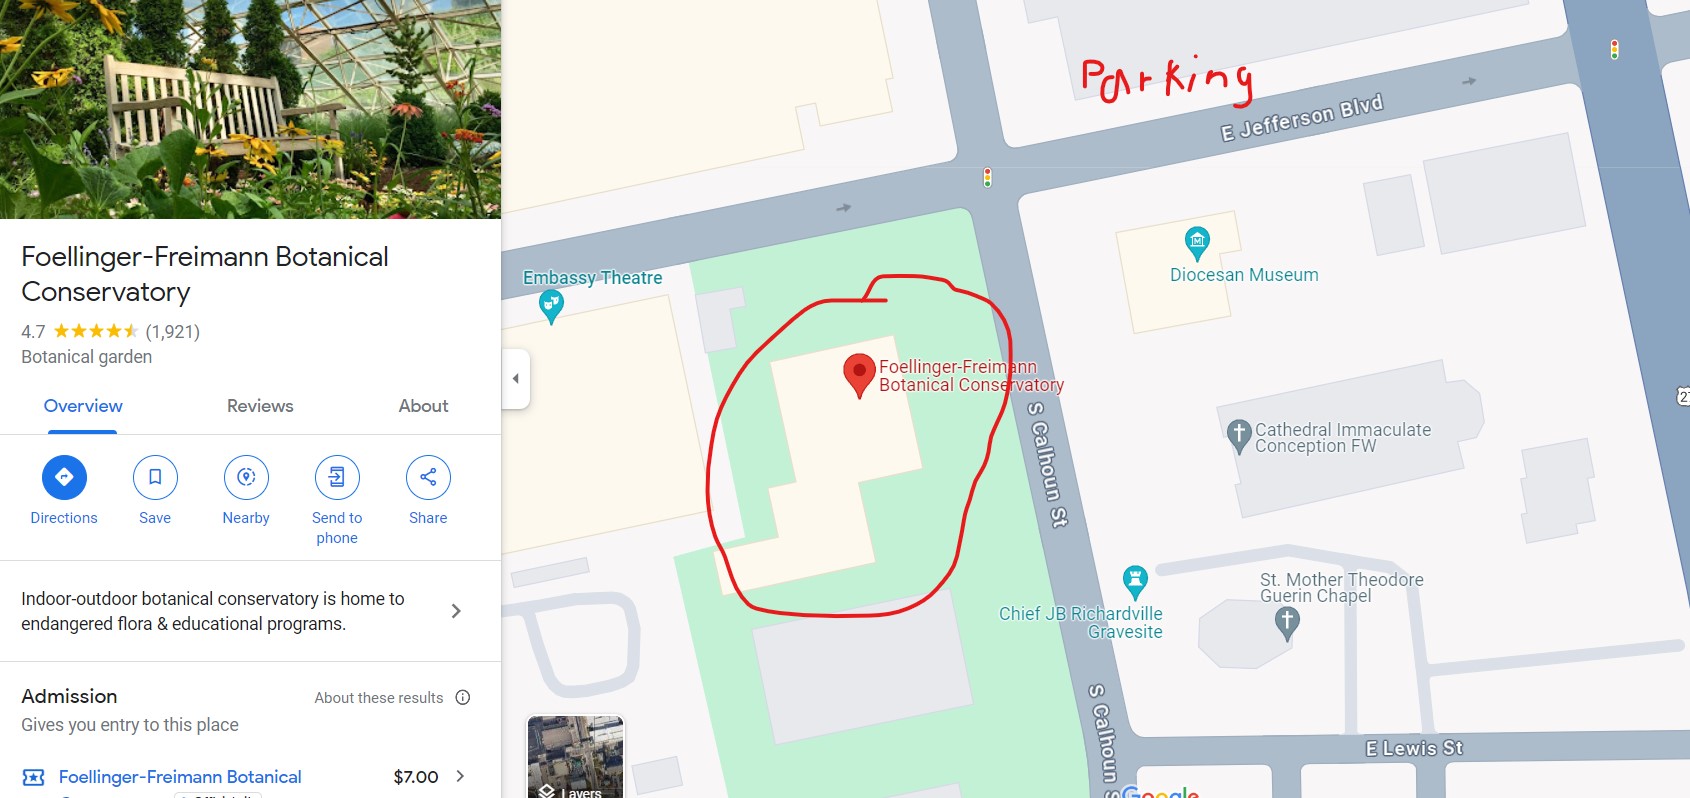 Foellinger-Freimann Botanical
Conservatory
4.7 (1,921)
Botanical garden
Overview Reviews About
Directions Save Nearby Send to
phone Share
Indoor-outdoor botanical conservatory is home to
endangered flora & educational programs.
Admission About these results
Gives you entry to this place
Foellinger-Freimann Botanical $7.00
Parking
E Jefferson Blvd
Embassy Theatre
Diocesan Museum
Foellinger-Freimann
Botanical Conservatory
S Calhoun St
Cathedral Immaculate
Conception FW
St. Mother Theodore
Guerin Chapel
Chief JB Richardville
Gravesite
S Calhoun S
E Lewis St
Layers
Google